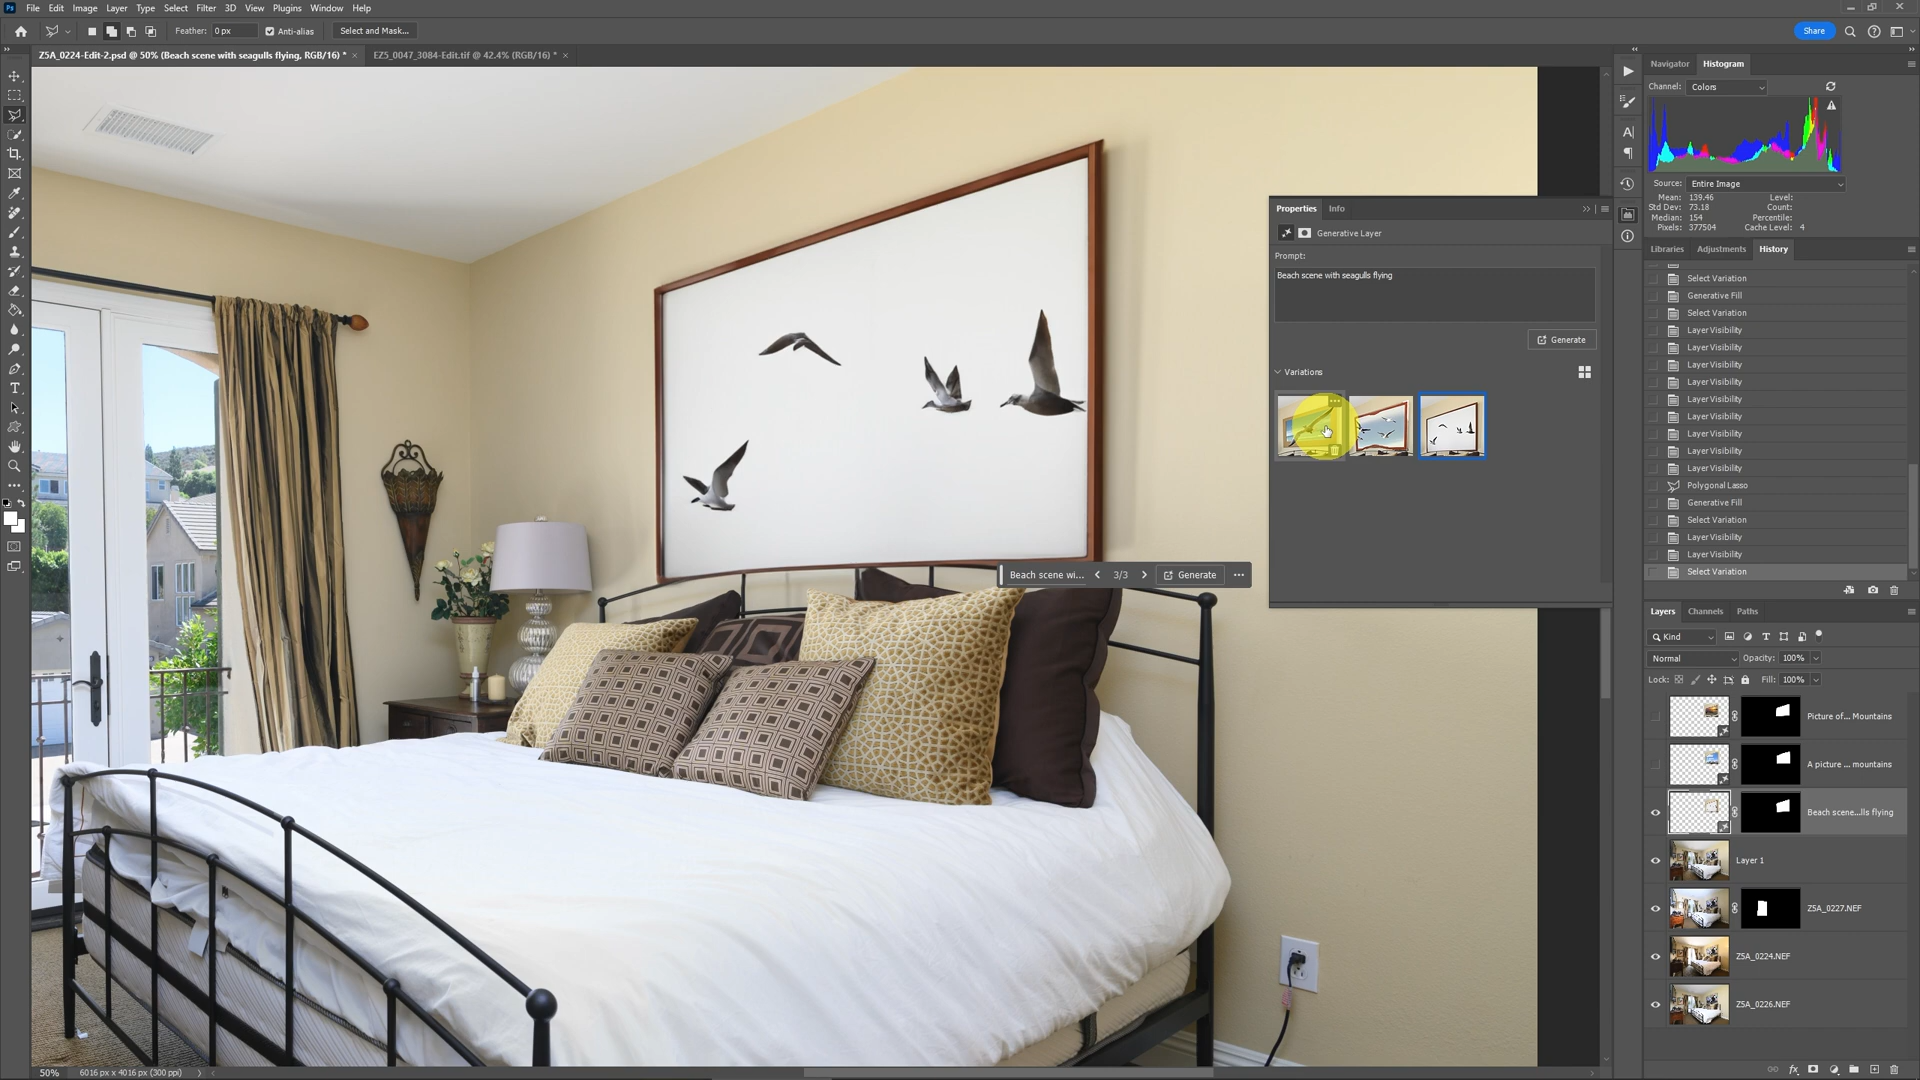 Ps File Edit Image Layer Type Select Filter 3D View Plugins Window Help
Feather: 0 px Anti-alias Select and Mask... Share
Z5A_0224-Edit-2.psd @ 50% (Beach scene with seagulls flying, RGB/16) * × EZ5_0047_3084-Edit.tif @ 42.4% (RGB/16) * ×
Navigator Histogram
Channel: Colors
Source: Entire Image
Mean: 139.46 Level:
Std Dev: 73.18 Count:
Median: 154 Percentile:
Pixels: 377504 Cache Level: 4
Properties Info
Generative Layer
Prompt:
Beach scene with seagulls flying
Generate
Variations
Beach scene wi... 3/3 Generate
Libraries Adjustments History
Select Variation
Generative Fill
Select Variation
Layer Visibility
Layer Visibility
Layer Visibility
Layer Visibility
Layer Visibility
Layer Visibility
Layer Visibility
Layer Visibility
Layer Visibility
Polygonal Lasso
Generative Fill
Select Variation
Layer Visibility
Layer Visibility
Select Variation
Layers Channels Paths
Kind
Normal Opacity: 100%
Lock: Fill: 100%
Picture of... Mountains
A picture ... mountains
Beach scene...lls flying
Layer 1
Z5A_0227.NEF
Z5A_0224.NEF
Z5A_0226.NEF
50% 6016 px x 4016 px (300 ppi)